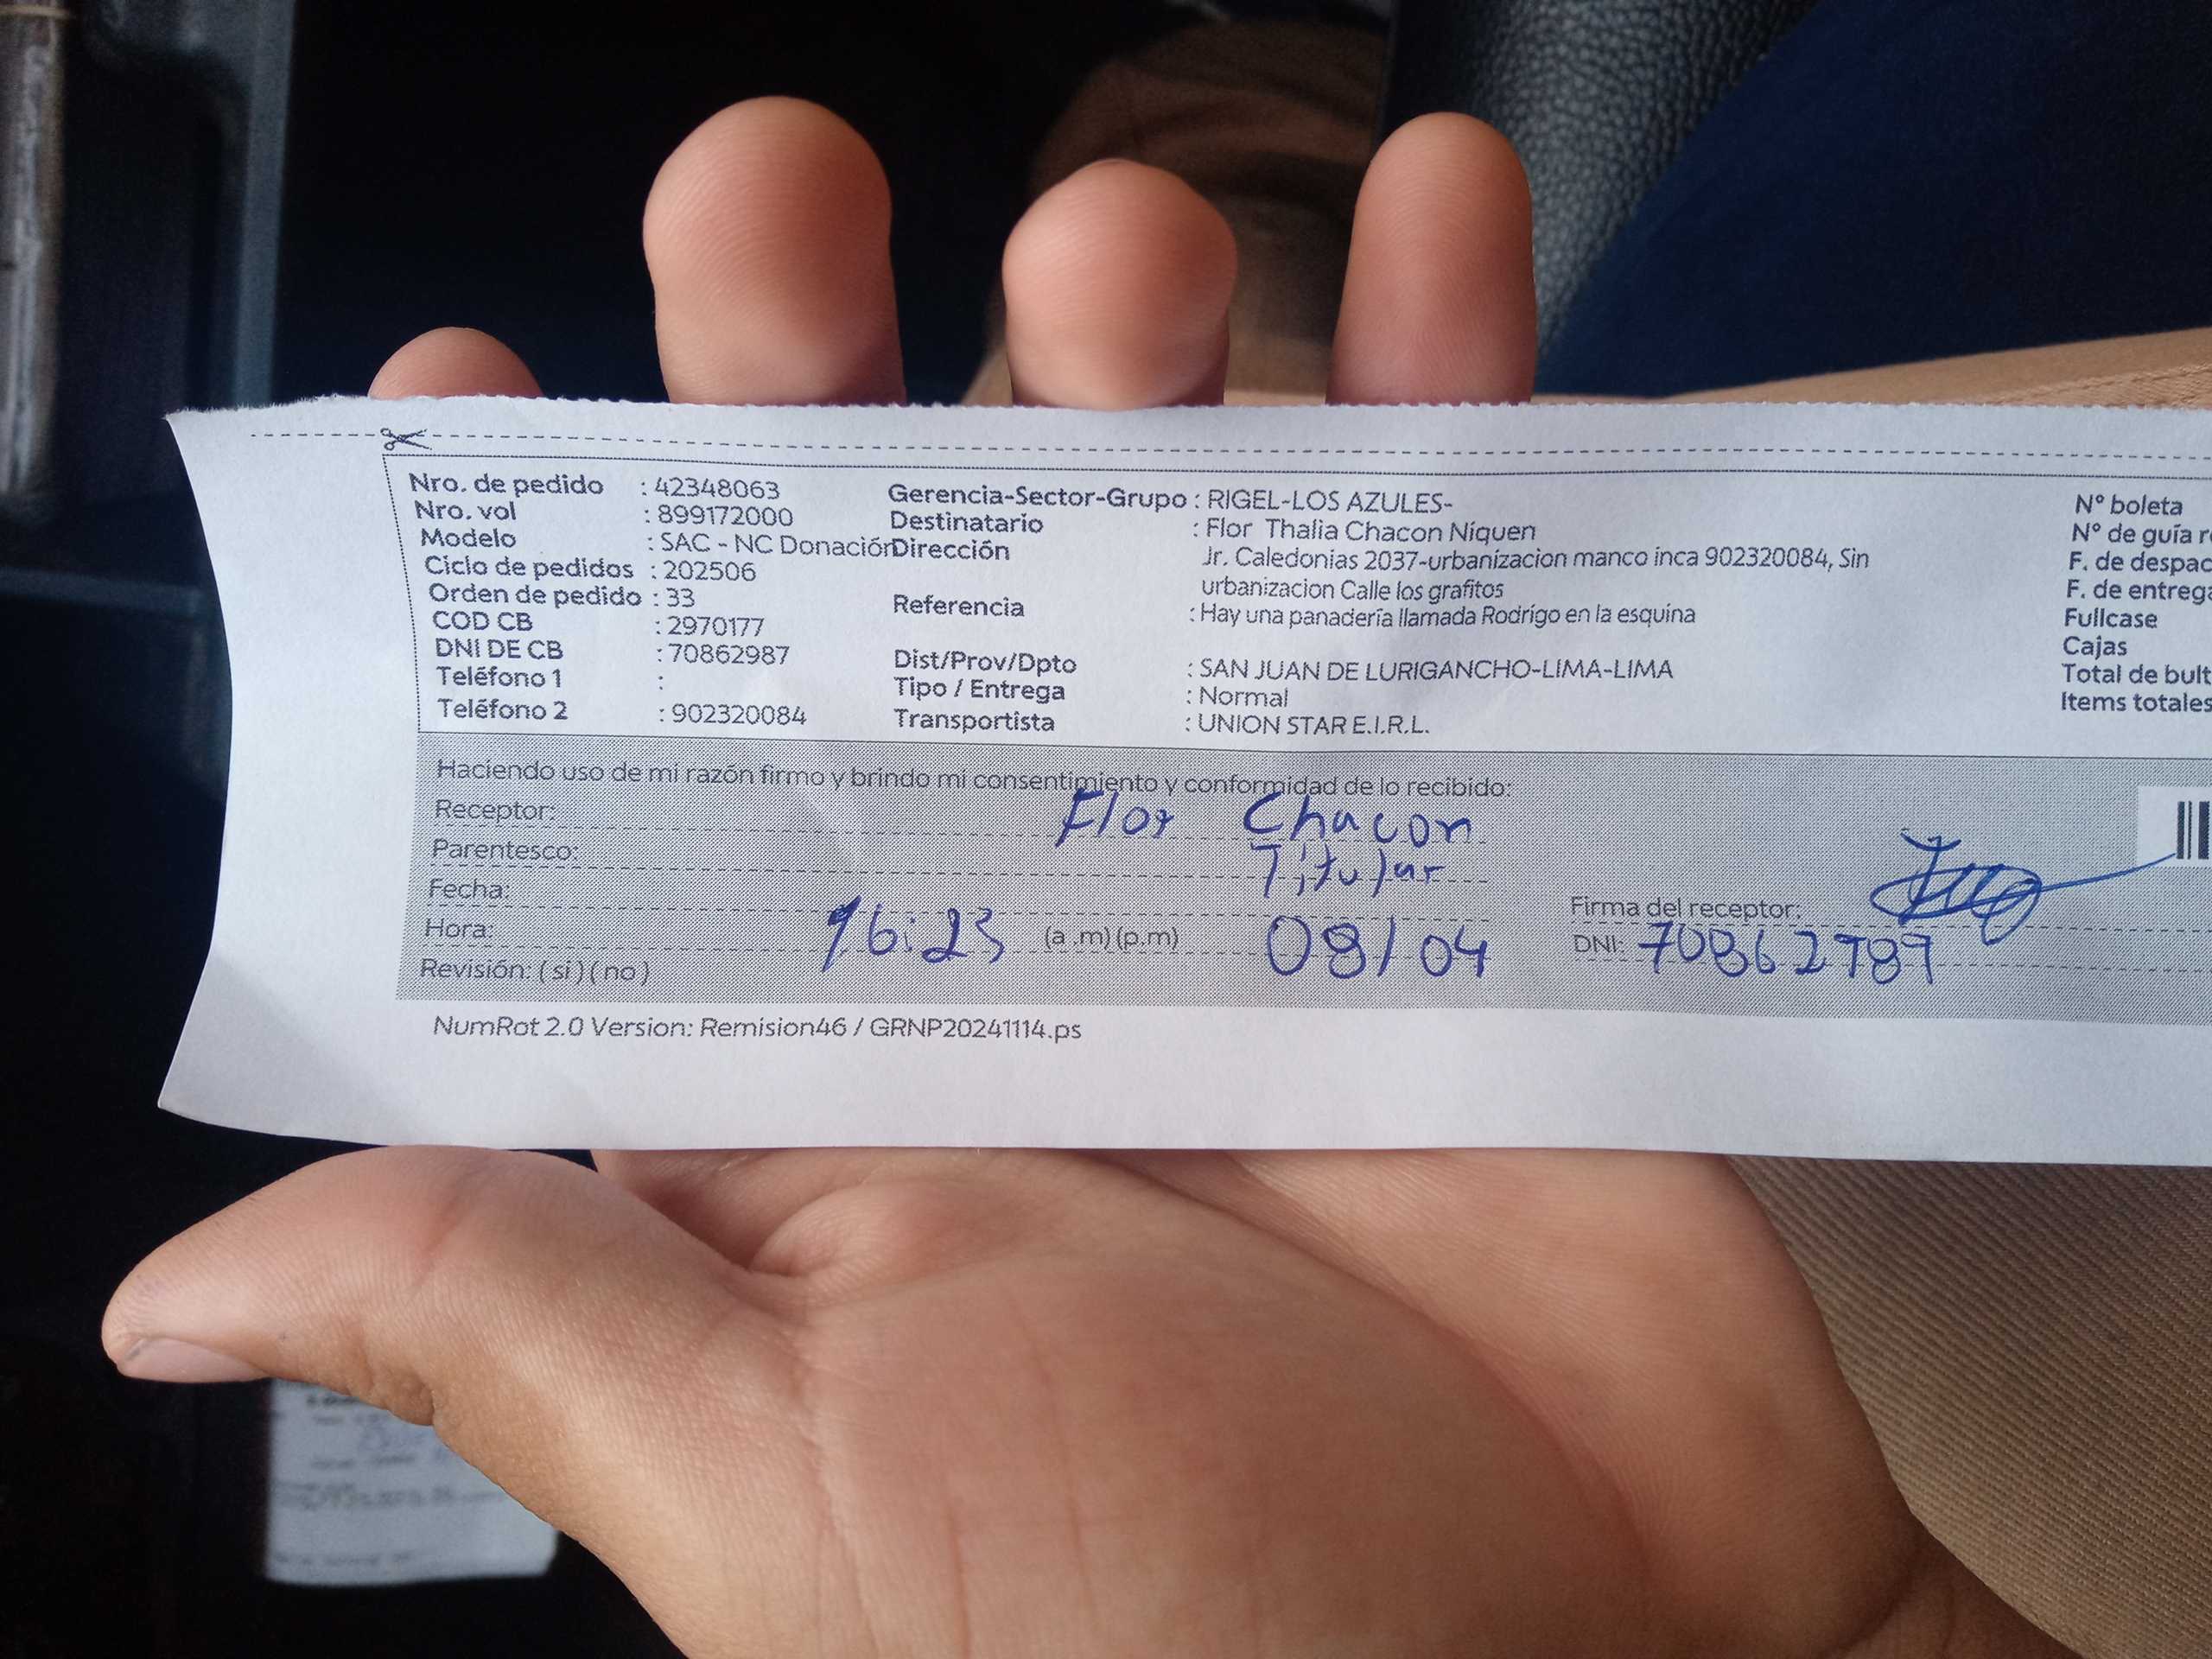 Nro. de pedido : 42348063
Nro. vol : 899172000
Modelo : SAC - NC Donación
Ciclo de pedidos : 202506
Orden de pedido : 33
COD CB : 2970177
DNI DE CB : 70862987
Teléfono 1 :
Teléfono 2 : 902320084
Gerencia-Sector-Grupo : RIGEL-LOS AZULES-
Destinatario : Flor Thalia Chacon Niquen
Dirección Jr. Caledonias 2037-urbanizacion manco inca 902320084, Sin
urbanizacion Calle los grafitos
Referencia : Hay una panadería llamada Rodrigo en la esquina
Dist/Prov/Dpto : SAN JUAN DE LURIGANCHO-LIMA-LIMA
Tipo / Entrega : Normal
Transportista : UNION STAR E.I.R.L.
N° boleta
N° de guía r
F. de despac
F. de entrega
Fullcase
Cajas
Total de bult
Items totales
Haciendo uso de mi razón firmo y brindo mi consentimiento y conformidad de lo recibido:
Receptor: Flor Chacon
Parentesco: Titular
Fecha:
Hora: 16:23 (a .m) (p.m) 08/04
Revisión: ( si ) ( no )
Firma del receptor:
DNI: 70862989
NumRot 2.0 Version: Remision46 / GRNP20241114.ps